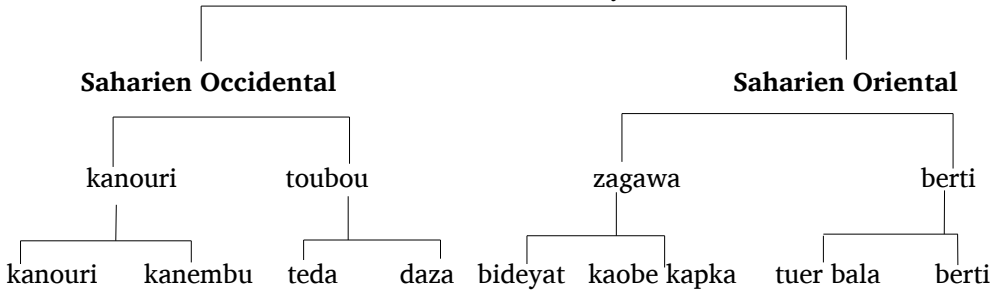 Saharien Occidental Saharien Oriental
kanouri toubou zagawa berti
kanouri kanembu teda daza bideyat kaobe kapka tuer bala berti